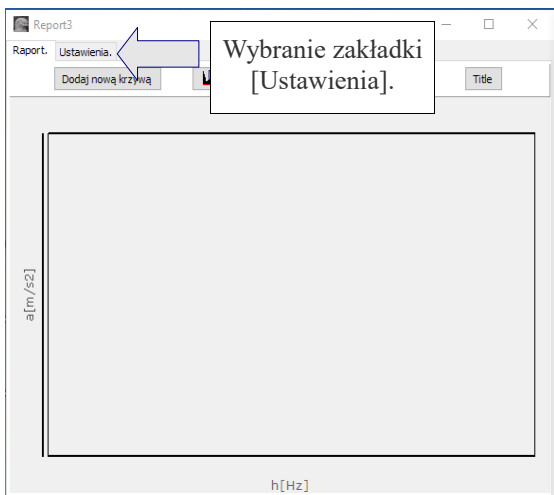 Report3
Raport. Ustawienia.
Wybranie zakładki
[Ustawienia].
Dodaj nową krzywą
Title
a[m/s2]
h[Hz]